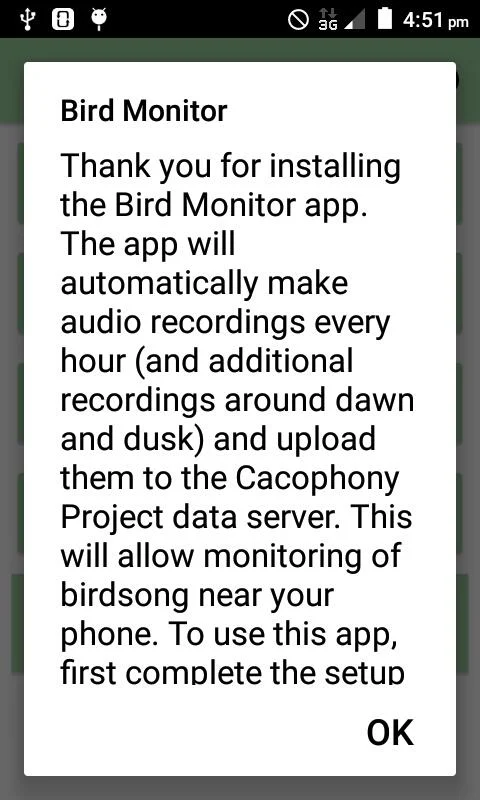 3G 4:51 pm
Bird Monitor
Thank you for installing
the Bird Monitor app.
The app will
automatically make
audio recordings every
hour (and additional
recordings around dawn
and dusk) and upload
them to the Cacophony
Project data server. This
will allow monitoring of
birdsong near your
phone. To use this app,
first complete the setup
OK